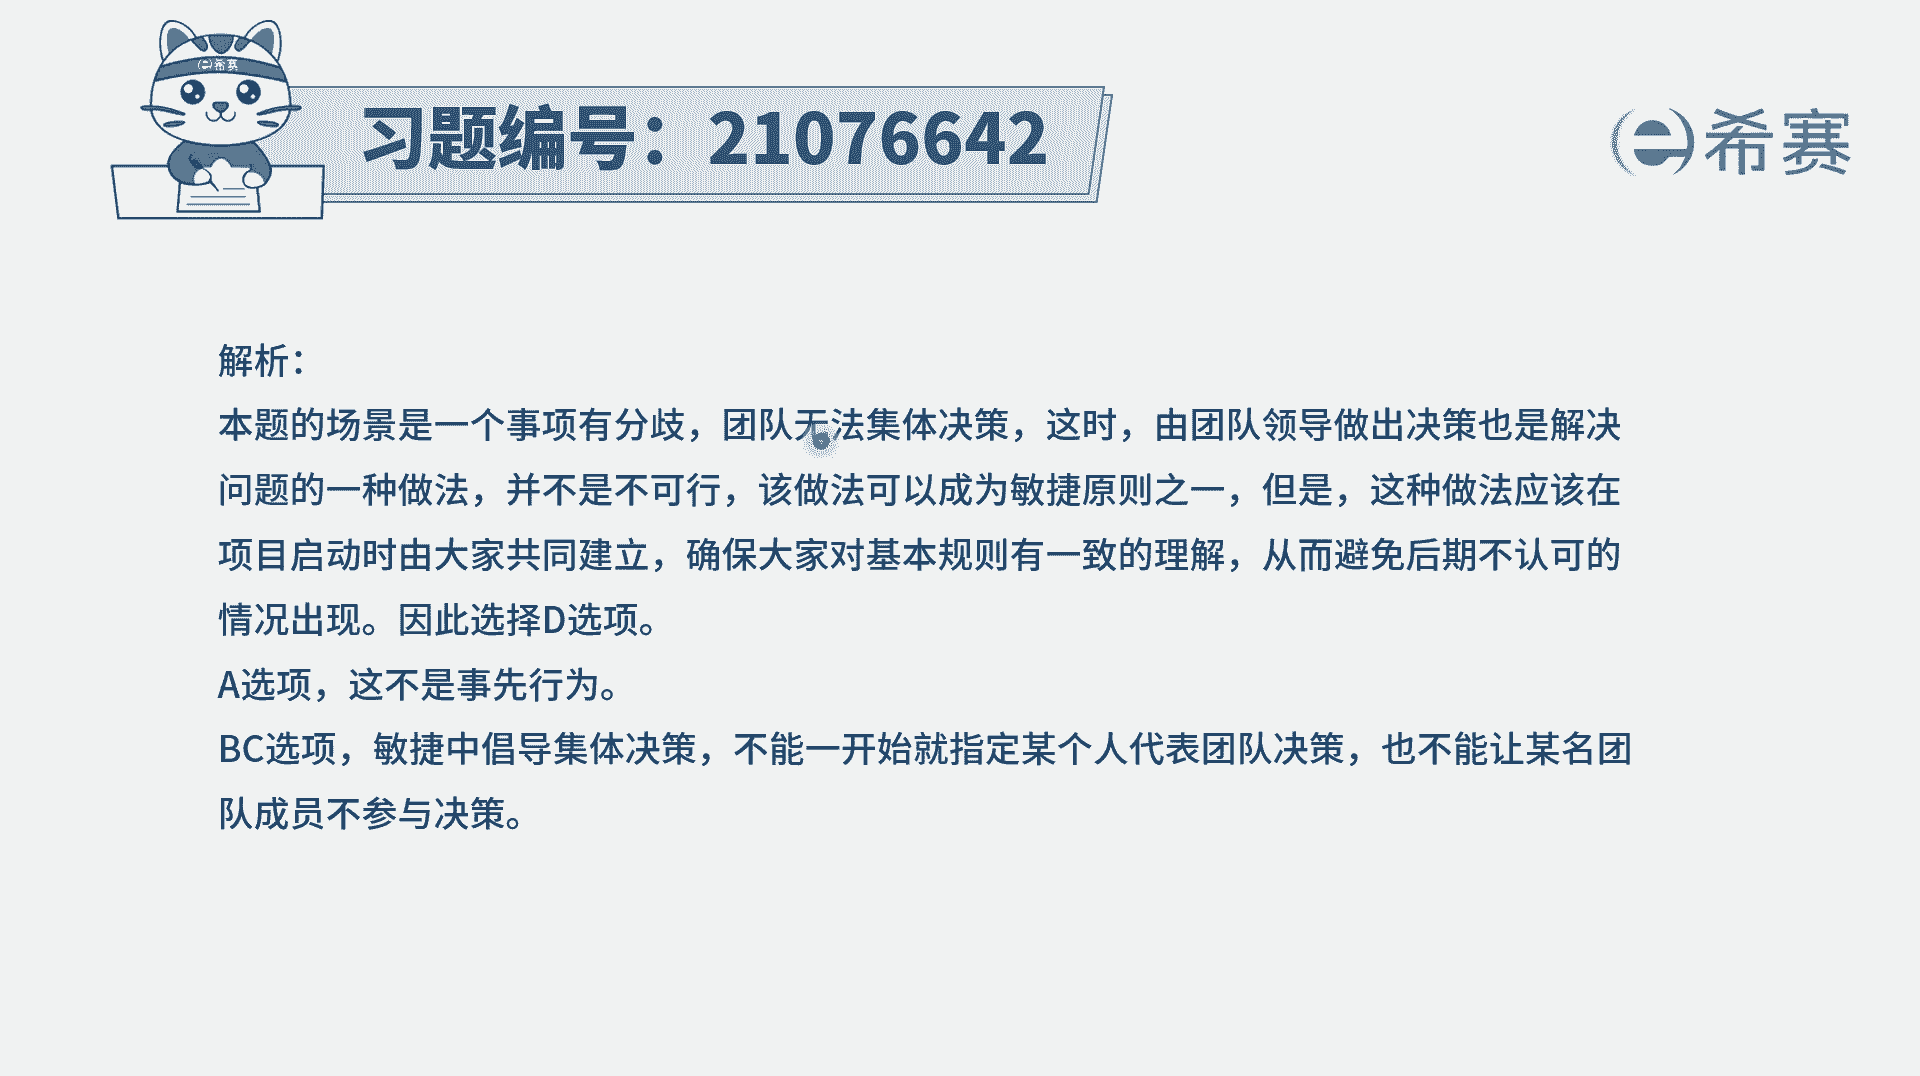 希赛
习题编号：21076642
希赛
解析：
本题的场景是一个事项有分歧，团队无法集体决策，这时，由团队领导做出决策也是解决
问题的一种做法，并不是不可行，该做法可以成为敏捷原则之一，但是，这种做法应该在
项目启动时由大家共同建立，确保大家对基本规则有一致的理解，从而避免后期不认可的
情况出现。因此选择D选项。
A选项，这不是事先行为。
BC选项，敏捷中倡导集体决策，不能一开始就指定某个人代表团队决策，也不能让某名团
队成员不参与决策。